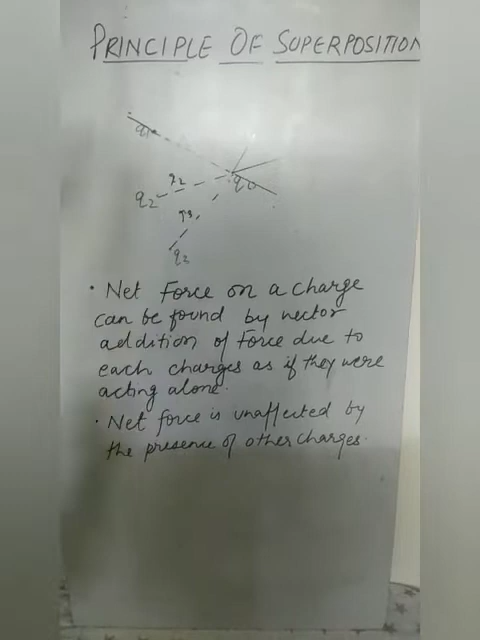 PRINCIPLE OF SUPERPOSITION
q1
r2
q2
q0
r3
q3
• Net Force on a charge
can be found by vector
addition of Force due to
each charges as if they were
acting alone.
• Net force is unaffected by
the presence of other charges.